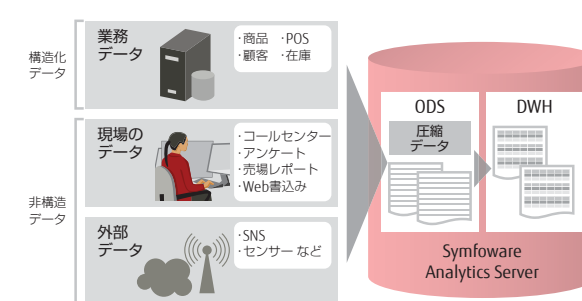 構造化
データ
業務
データ
･商品 ･POS
･顧客 ･在庫
非構造
データ
現場の
データ
･コールセンター
･アンケート
･売場レポート
･Web書込み
外部
データ
･SNS
･センサー など
ODS
圧縮
データ
DWH
Symfoware
Analytics Server